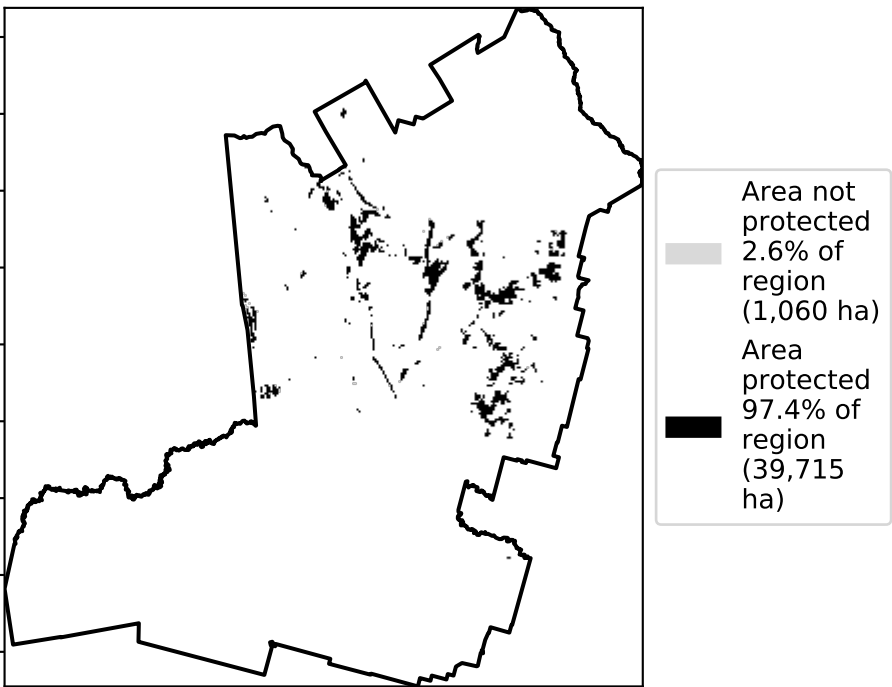 Area not
protected
2.6% of
region
(1,060 ha)
Area
protected
97.4% of
region
(39,715
ha)